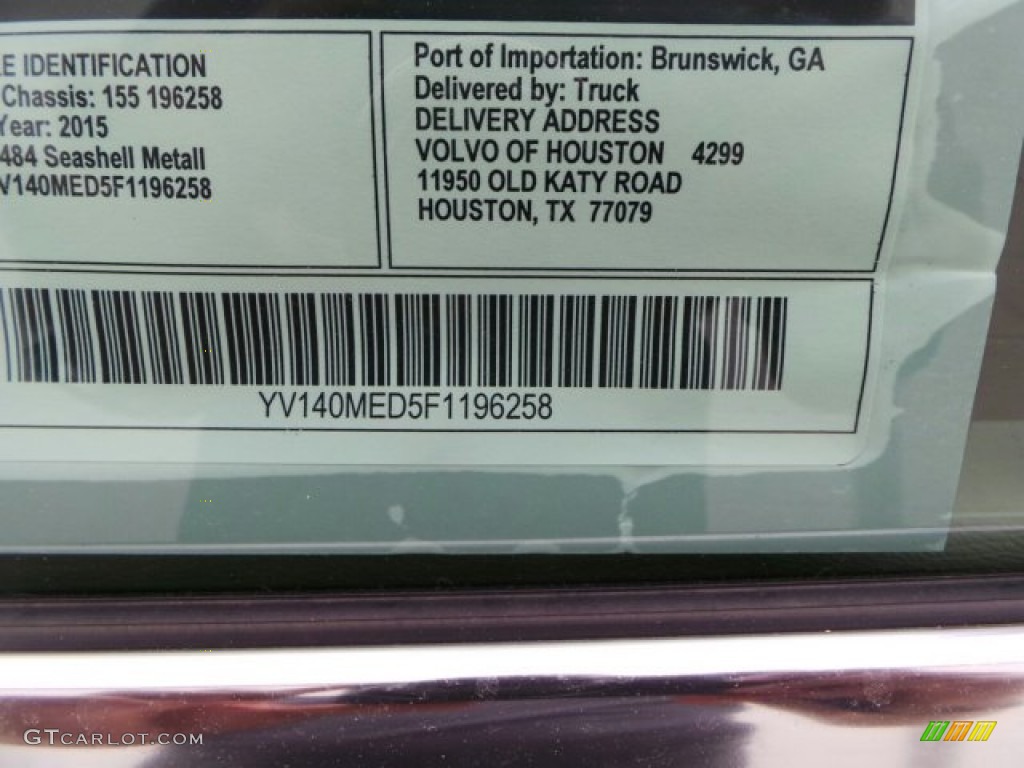 E IDENTIFICATION
Chassis: 155 196258
Year: 2015
484 Seashell Metall
V140MED5F1196258
Port of Importation: Brunswick, GA
Delivered by: Truck
DELIVERY ADDRESS
VOLVO OF HOUSTON 4299
11950 OLD KATY ROAD
HOUSTON, TX 77079
YV140MED5F1196258
GTCARLOT.COM